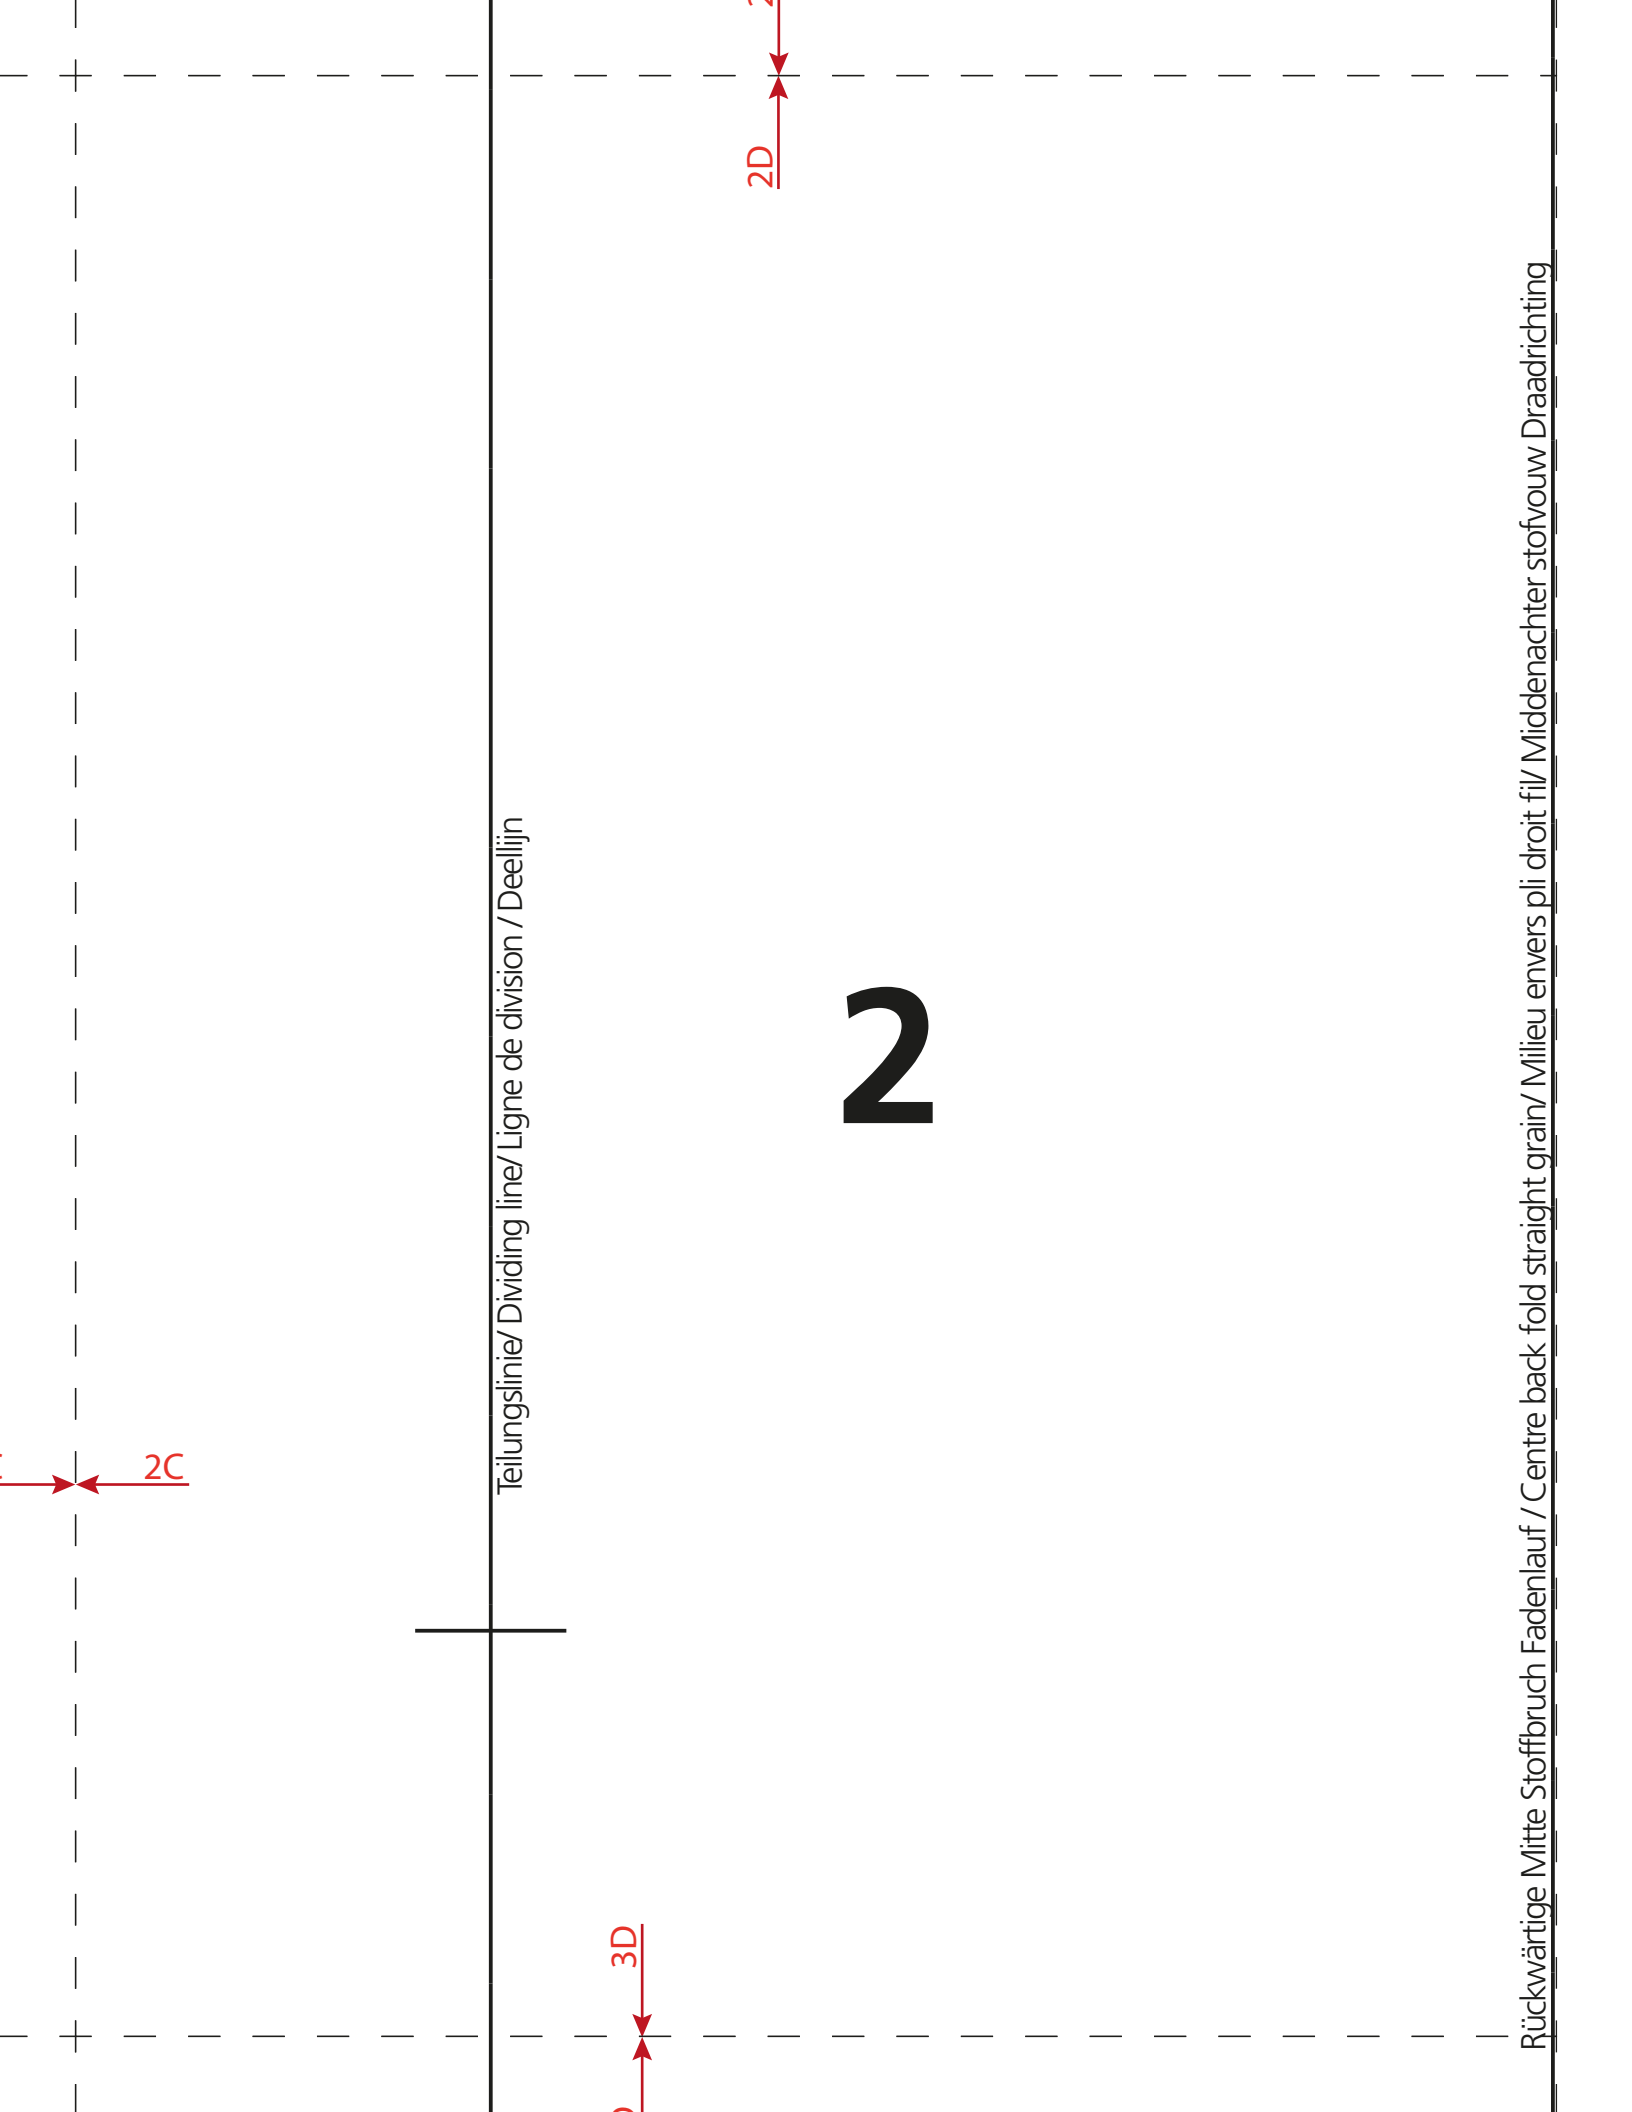 2D
Teilungslinie/ Dividing line/ Ligne de division / Deellijn
2
Rückwärtige Mitte Stoffbruch Fadenlauf / Centre back fold straight grain/ Milieu envers pli droit fil/ Middenachter stofvouw Draadrichting
2C
3D